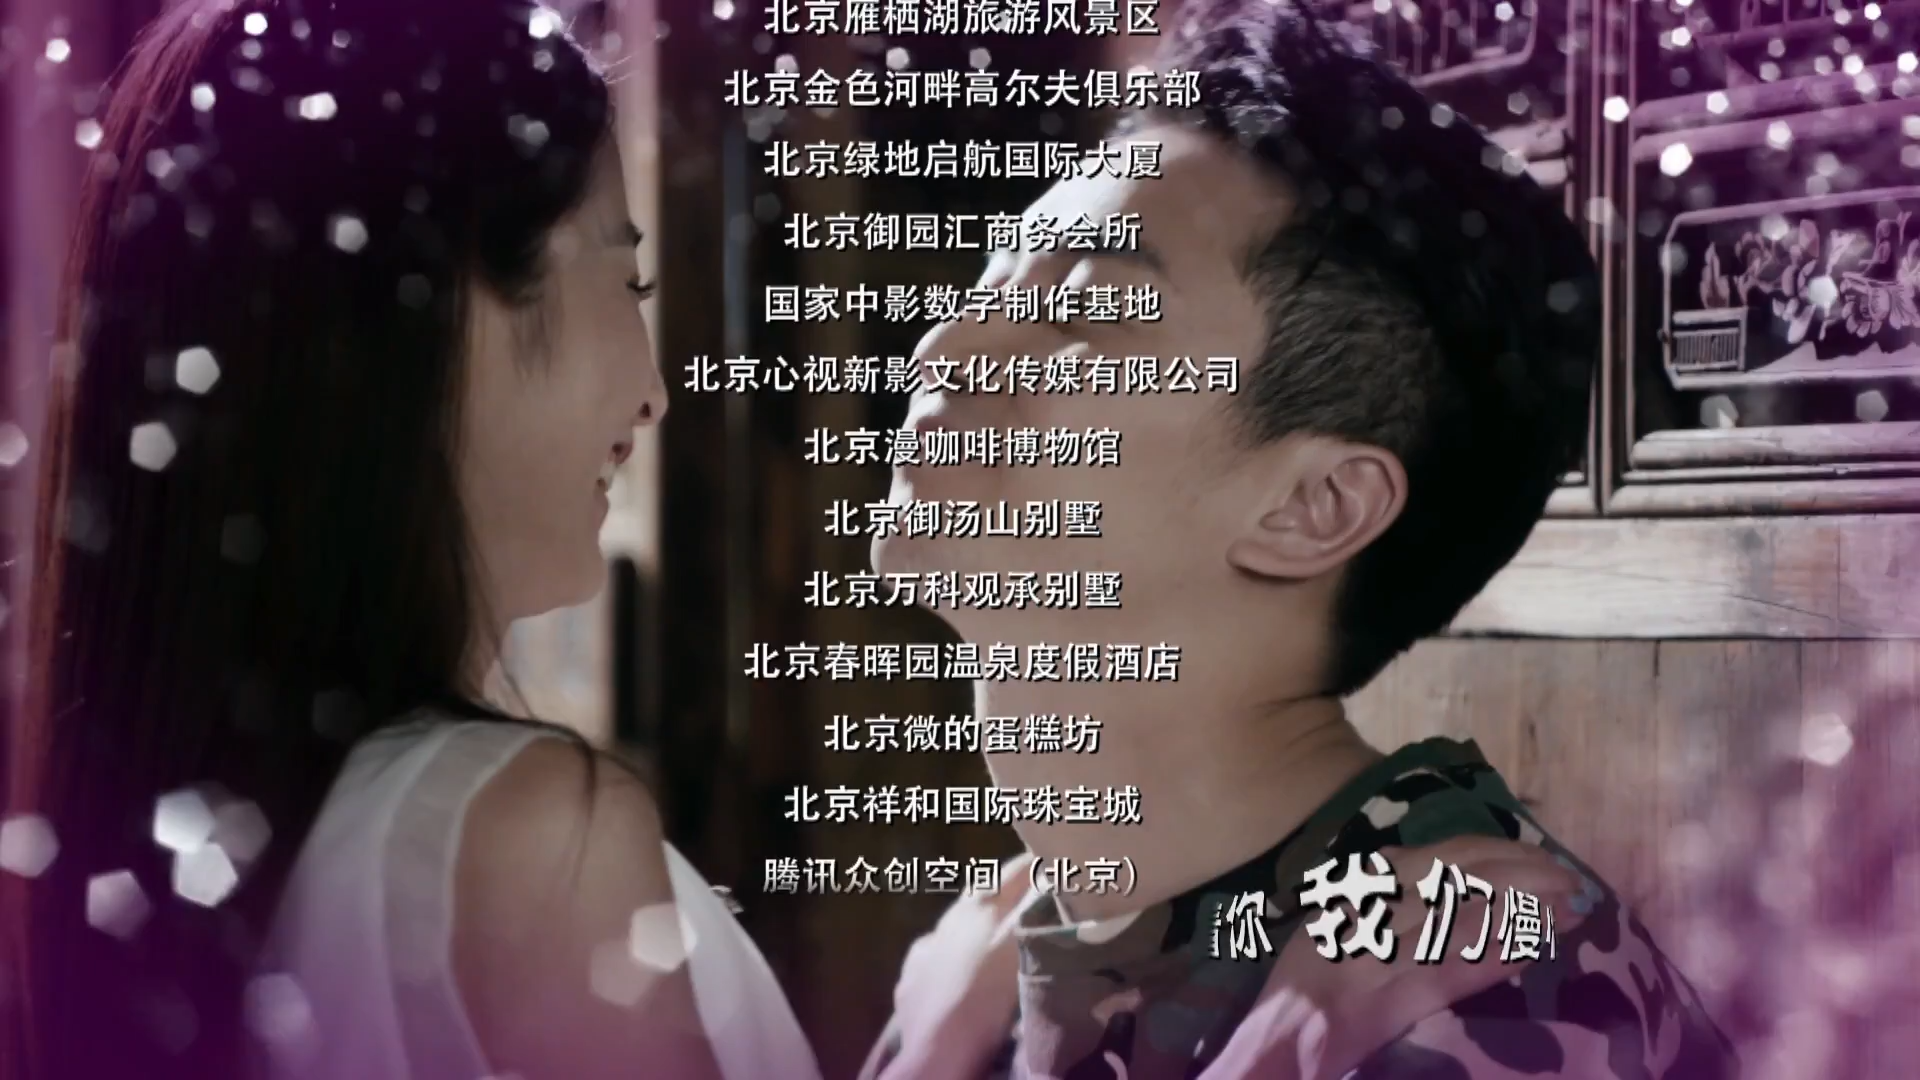 北京雁栖湖旅游风景区
北京金色河畔高尔夫俱乐部
北京绿地启航国际大厦
北京御园汇商务会所
国家中影数字制作基地
北京心视新影文化传媒有限公司
北京漫咖啡博物馆
北京御汤山别墅
北京万科观承别墅
北京春晖园温泉度假酒店
北京微的蛋糕坊
北京祥和国际珠宝城
腾讯众创空间（北京）
你我们慢